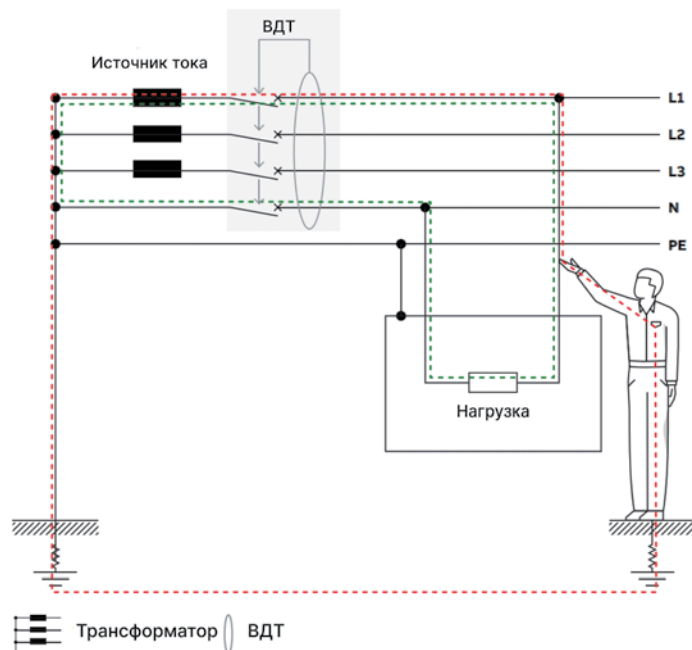 ВДТ
Источник тока
L1
L2
L3
N
PE
Нагрузка
Трансформатор ВДТ